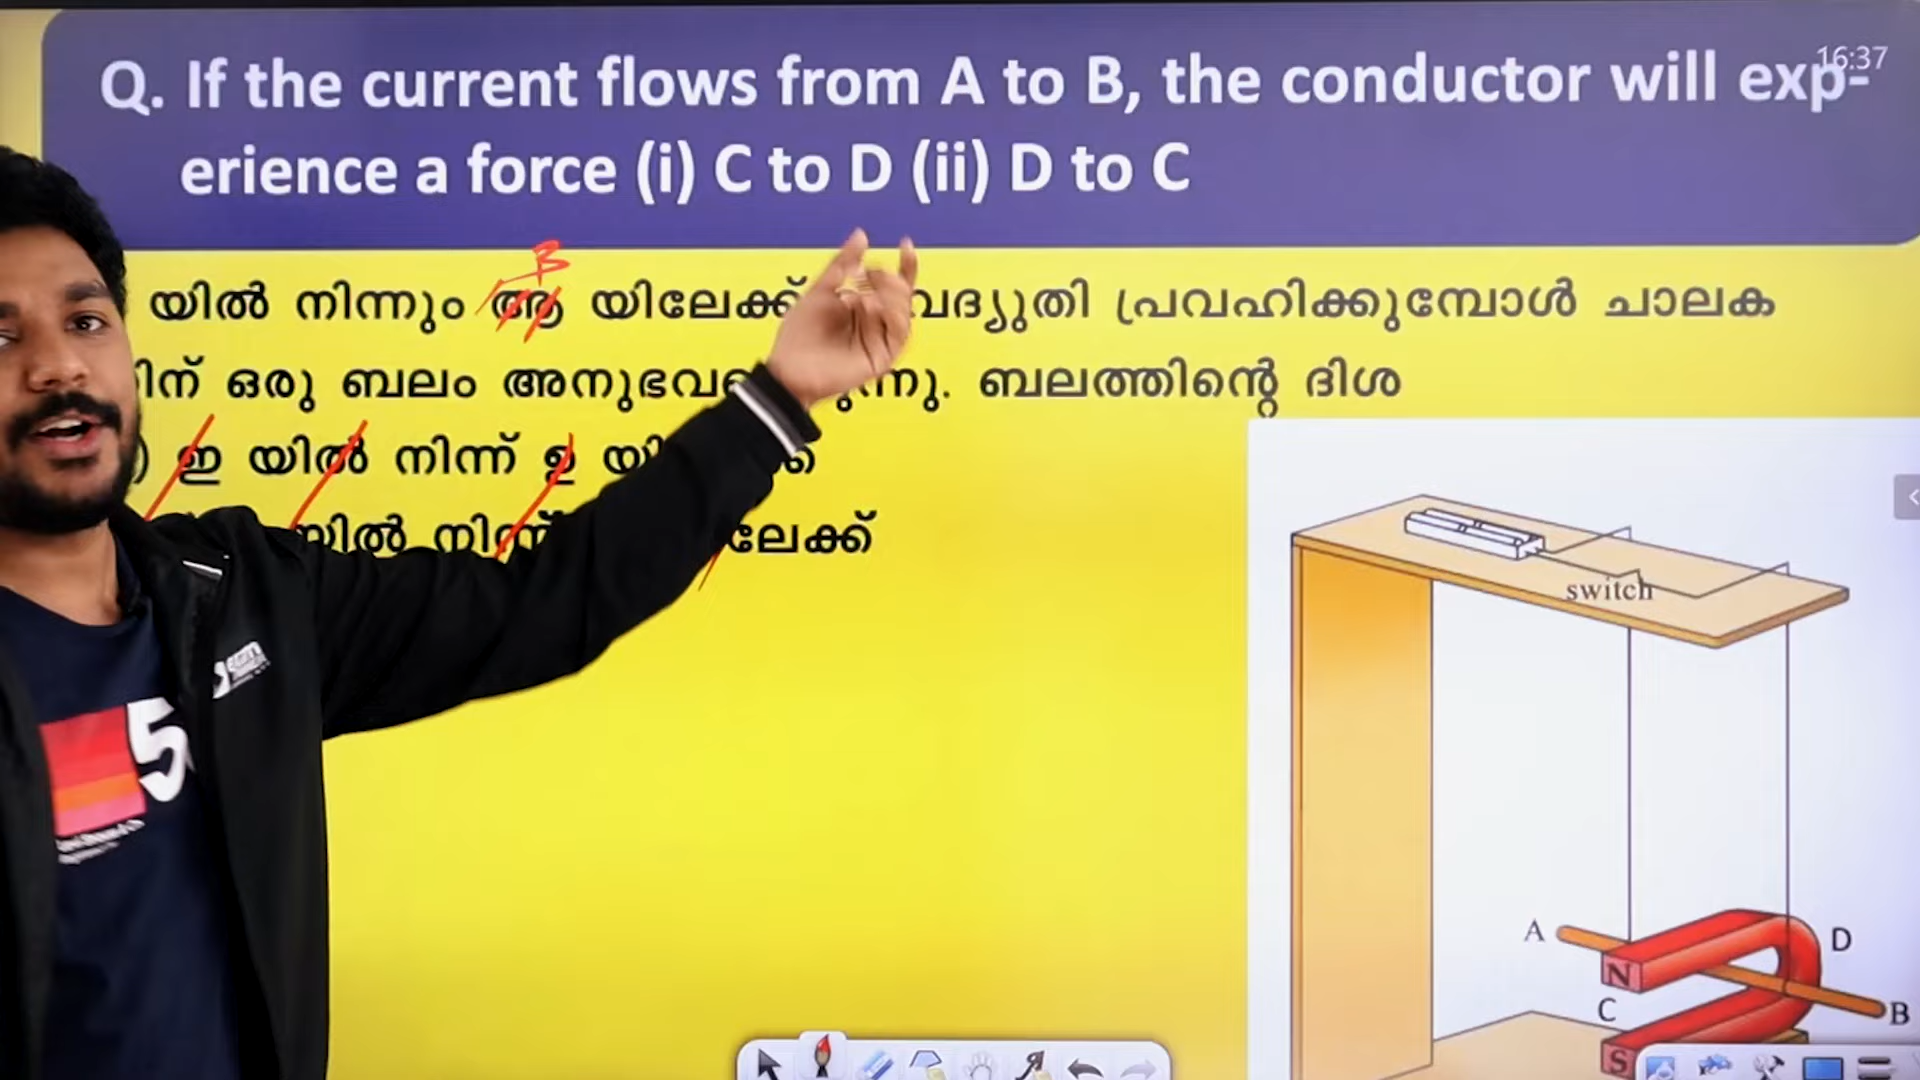 16:37
Q. If the current flows from A to B, the conductor will exp-
erience a force (i) C to D (ii) D to C
B
യിൽ നിന്നും ആ യിലേക്ക് പ്രവഹിക്കുമ്പോൾ ചാലക
ഒരു ബലം ബലത്തിന്റെ ദിശ
ഇ യിൽ നിന്ന് ഉ
യിൽ നിന്ന്
switch
5
A
N
D
C
B
S